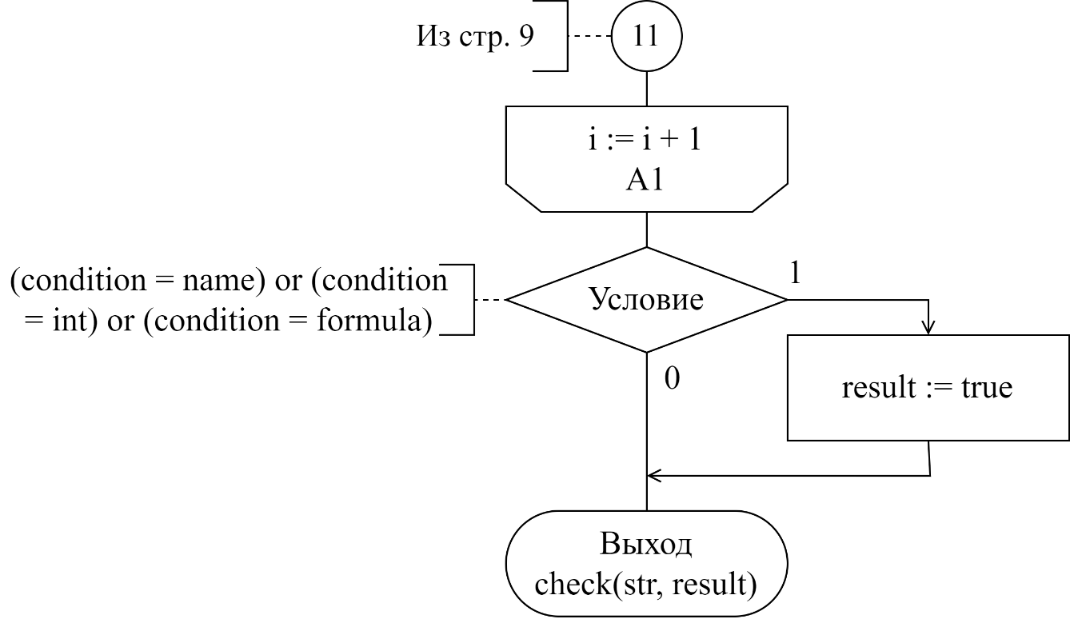 Из стр. 9
11
i := i + 1
A1
(condition = name) or (condition
= int) or (condition = formula)
Условие
1
0
result := true
Выход
check(str, result)